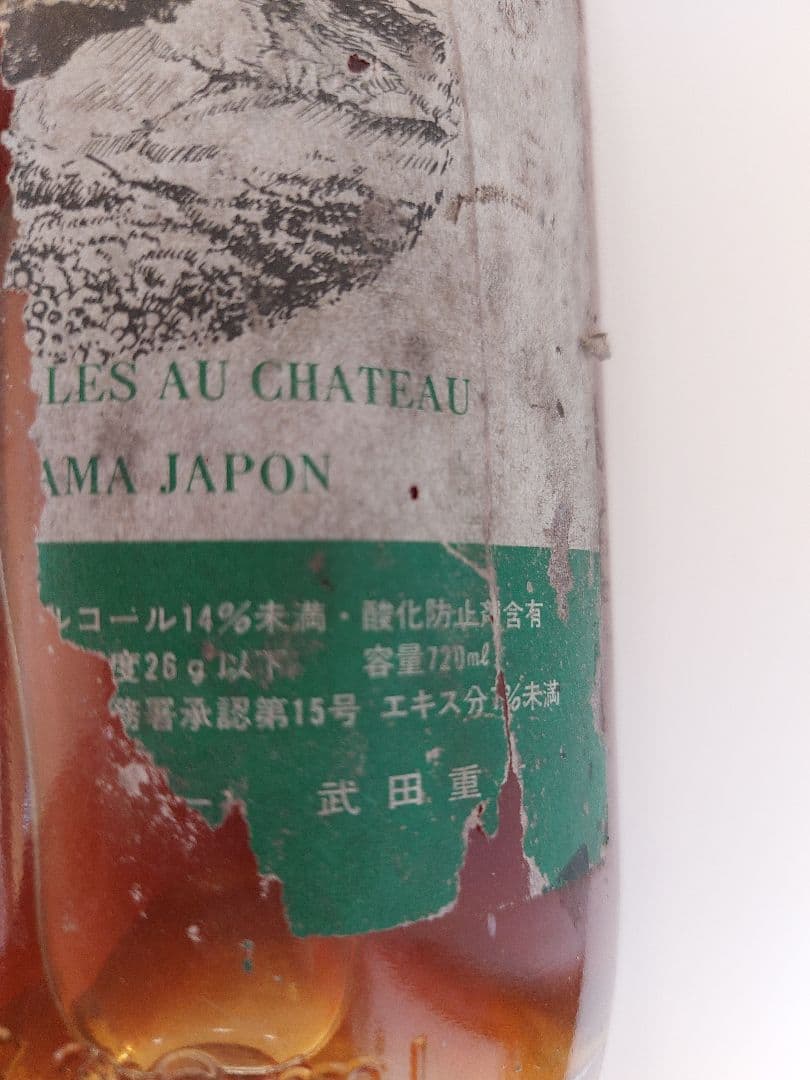 LES AU CHATEAU
AMA JAPON
ルコール14%未満・酸化防止剤含有
度26g以下 容量720ml
務署承認第15号 エキス分7%未満
武田重